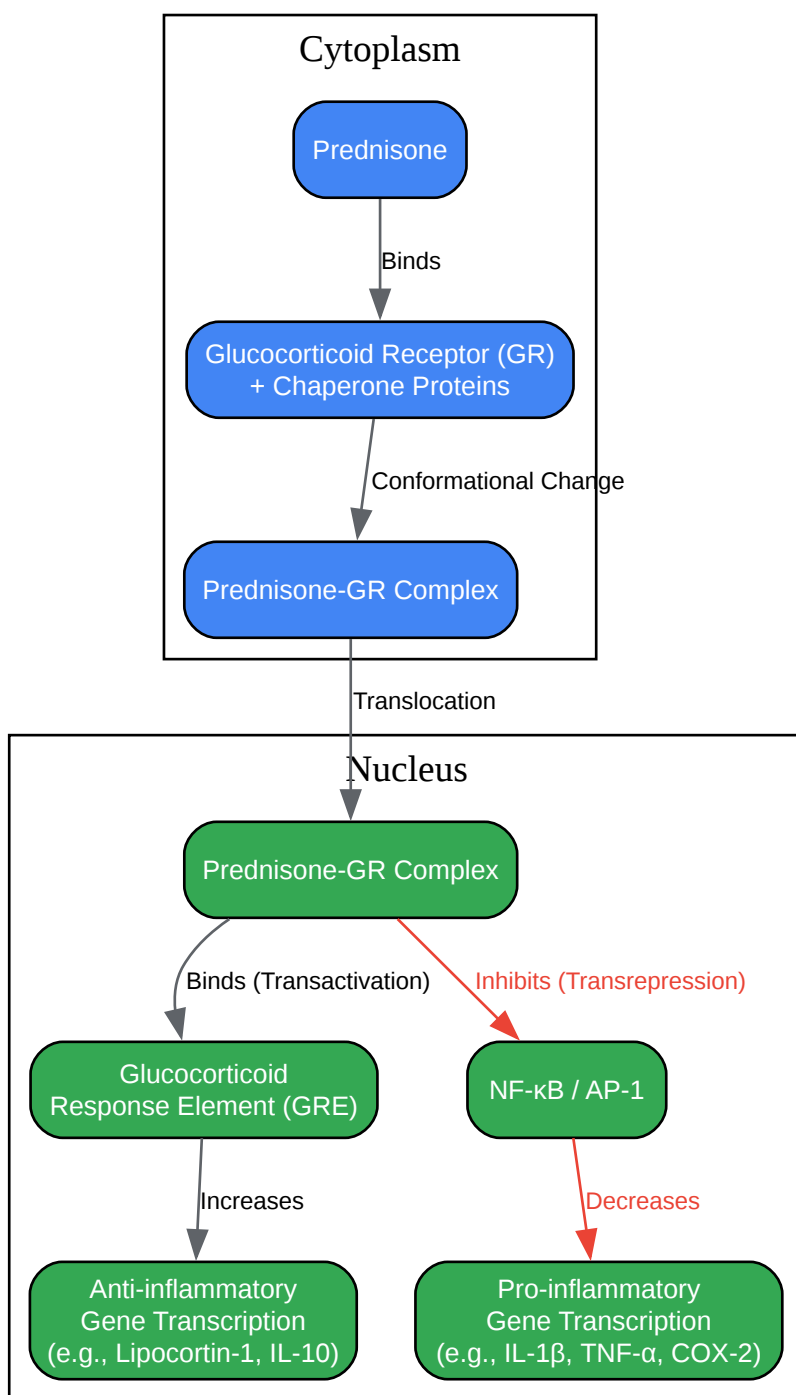 Cytoplasm
Prednisone
Binds
Glucocorticoid Receptor (GR)
+ Chaperone Proteins
Conformational Change
Prednisone-GR Complex
Translocation
Nucleus
Prednisone-GR Complex
Binds (Transactivation)
Inhibits (Transrepression)
Glucocorticoid
Response Element (GRE)
NF-κB / AP-1
Increases
Decreases
Anti-inflammatory
Gene Transcription
(e.g., Lipocortin-1, IL-10)
Pro-inflammatory
Gene Transcription
(e.g., IL-1β, TNF-α, COX-2)